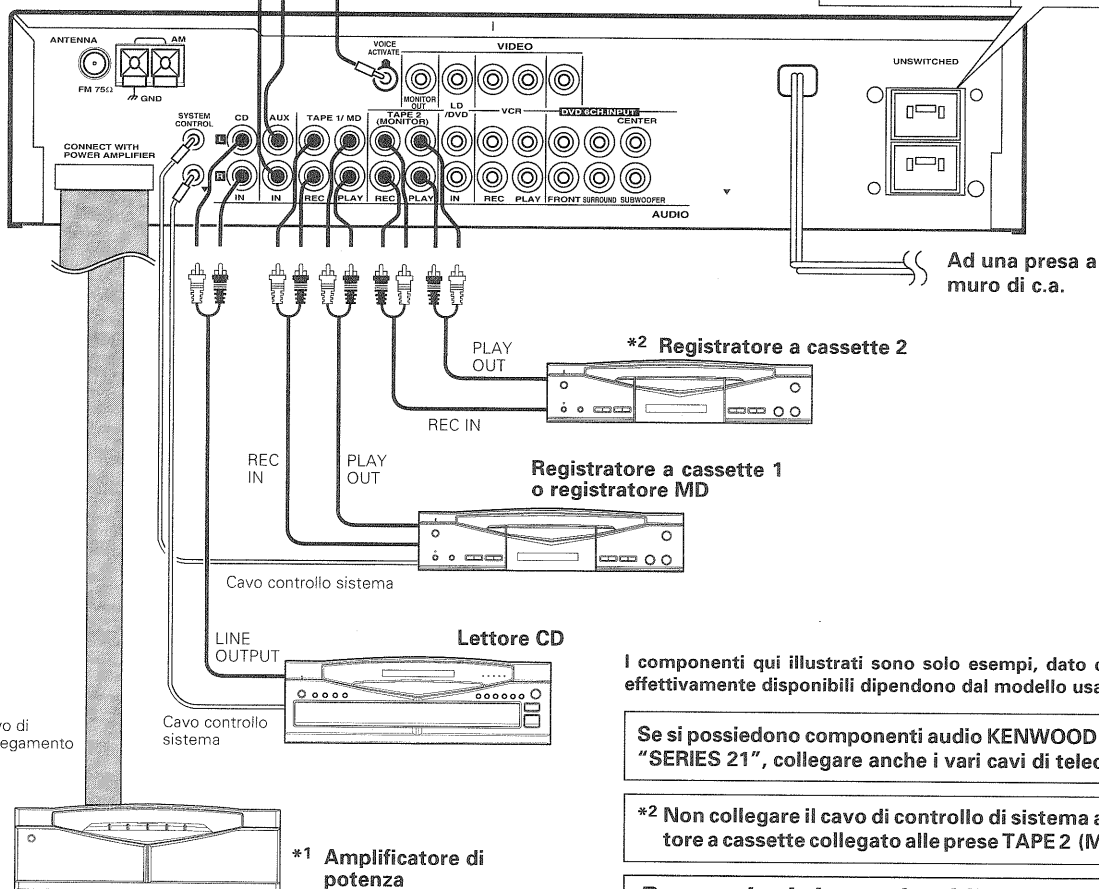 ANTENNA
AM
FM 75Ω
GND
VOICE
ACTIVATE
VIDEO
UNSWITCHED
MONITOR
OUT
LD
/DVD
VCR
DVD 6CH.INPUT
CENTER
SYSTEM
CONTROL
CD
AUX
TAPE 1/ MD
TAPE 2
(MONITOR)
CONNECT WITH
POWER AMPLIFIER
L
R
IN
IN
REC
PLAY
REC
PLAY
IN
REC
PLAY
FRONT
SURROUND
SUBWOOFER
AUDIO
Ad una presa a
muro di c.a.
PLAY
OUT
*2 Registratore a cassette 2
REC IN
REC
IN
PLAY
OUT
Registratore a cassette 1
o registratore MD
Cavo controllo sistema
LINE
OUTPUT
Lettore CD
Cavo controllo
sistema
vo di
egamento
*1 Amplificatore di
potenza
I componenti qui illustrati sono solo esempi, dato
effettivamente disponibili dipendono dal modello usa
Se si possiedono componenti audio KENWOOD
"SERIES 21", collegare anche i vari cavi di telec
*2 Non collegare il cavo di controllo di sistema a
tore a cassette collegato alle prese TAPE 2 (M